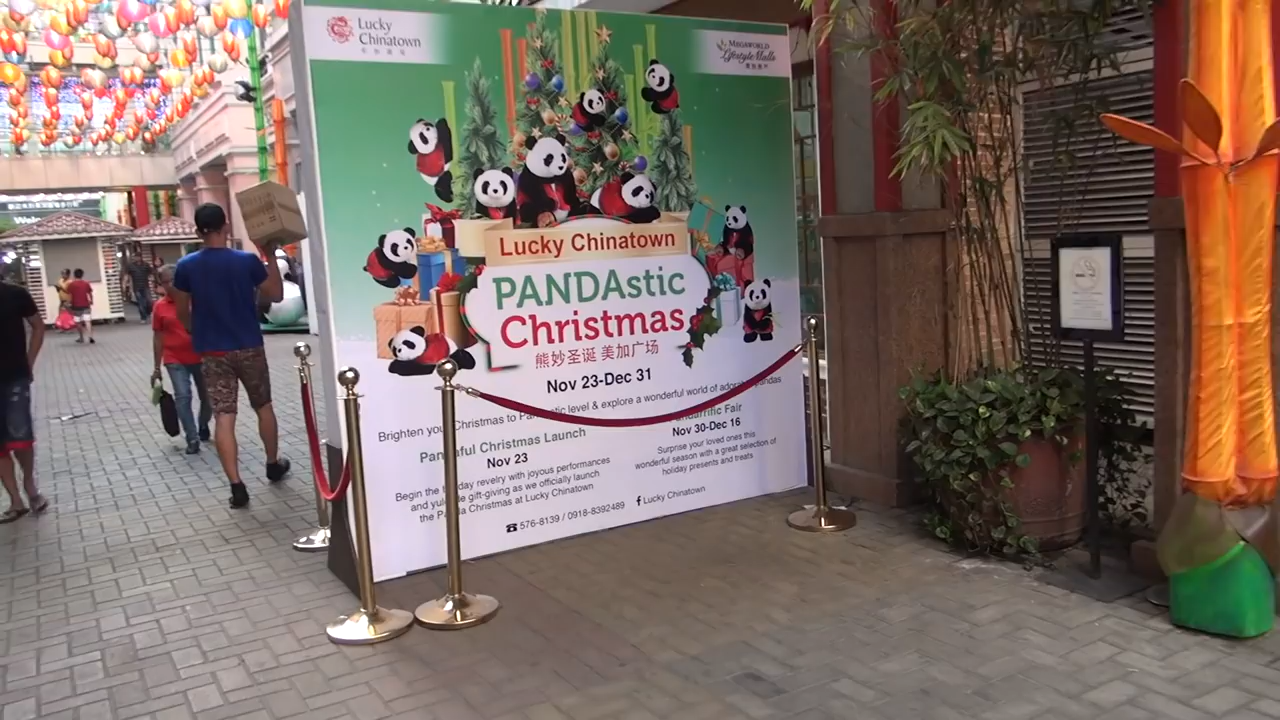 Lucky
Chinatown
MEGAWORLD
Lifestyle Malls
Lucky Chinatown
PANDAstic
Christmas
熊妙圣诞 美加广场
Nov 23-Dec 31
Brighten your Christmas to level & explore a wonderful world of pandas
Christmas Launch
Nov 23
Begin the revelry with joyous performances
and gift-giving as we officially launch
the Christmas at Lucky Chinatown
Fair
Nov 30-Dec 16
Surprise your loved ones this
wonderful season with a great selection of
holiday presents and treats
576-8139 / 0918-8392489
f Lucky Chinatown
Welcome